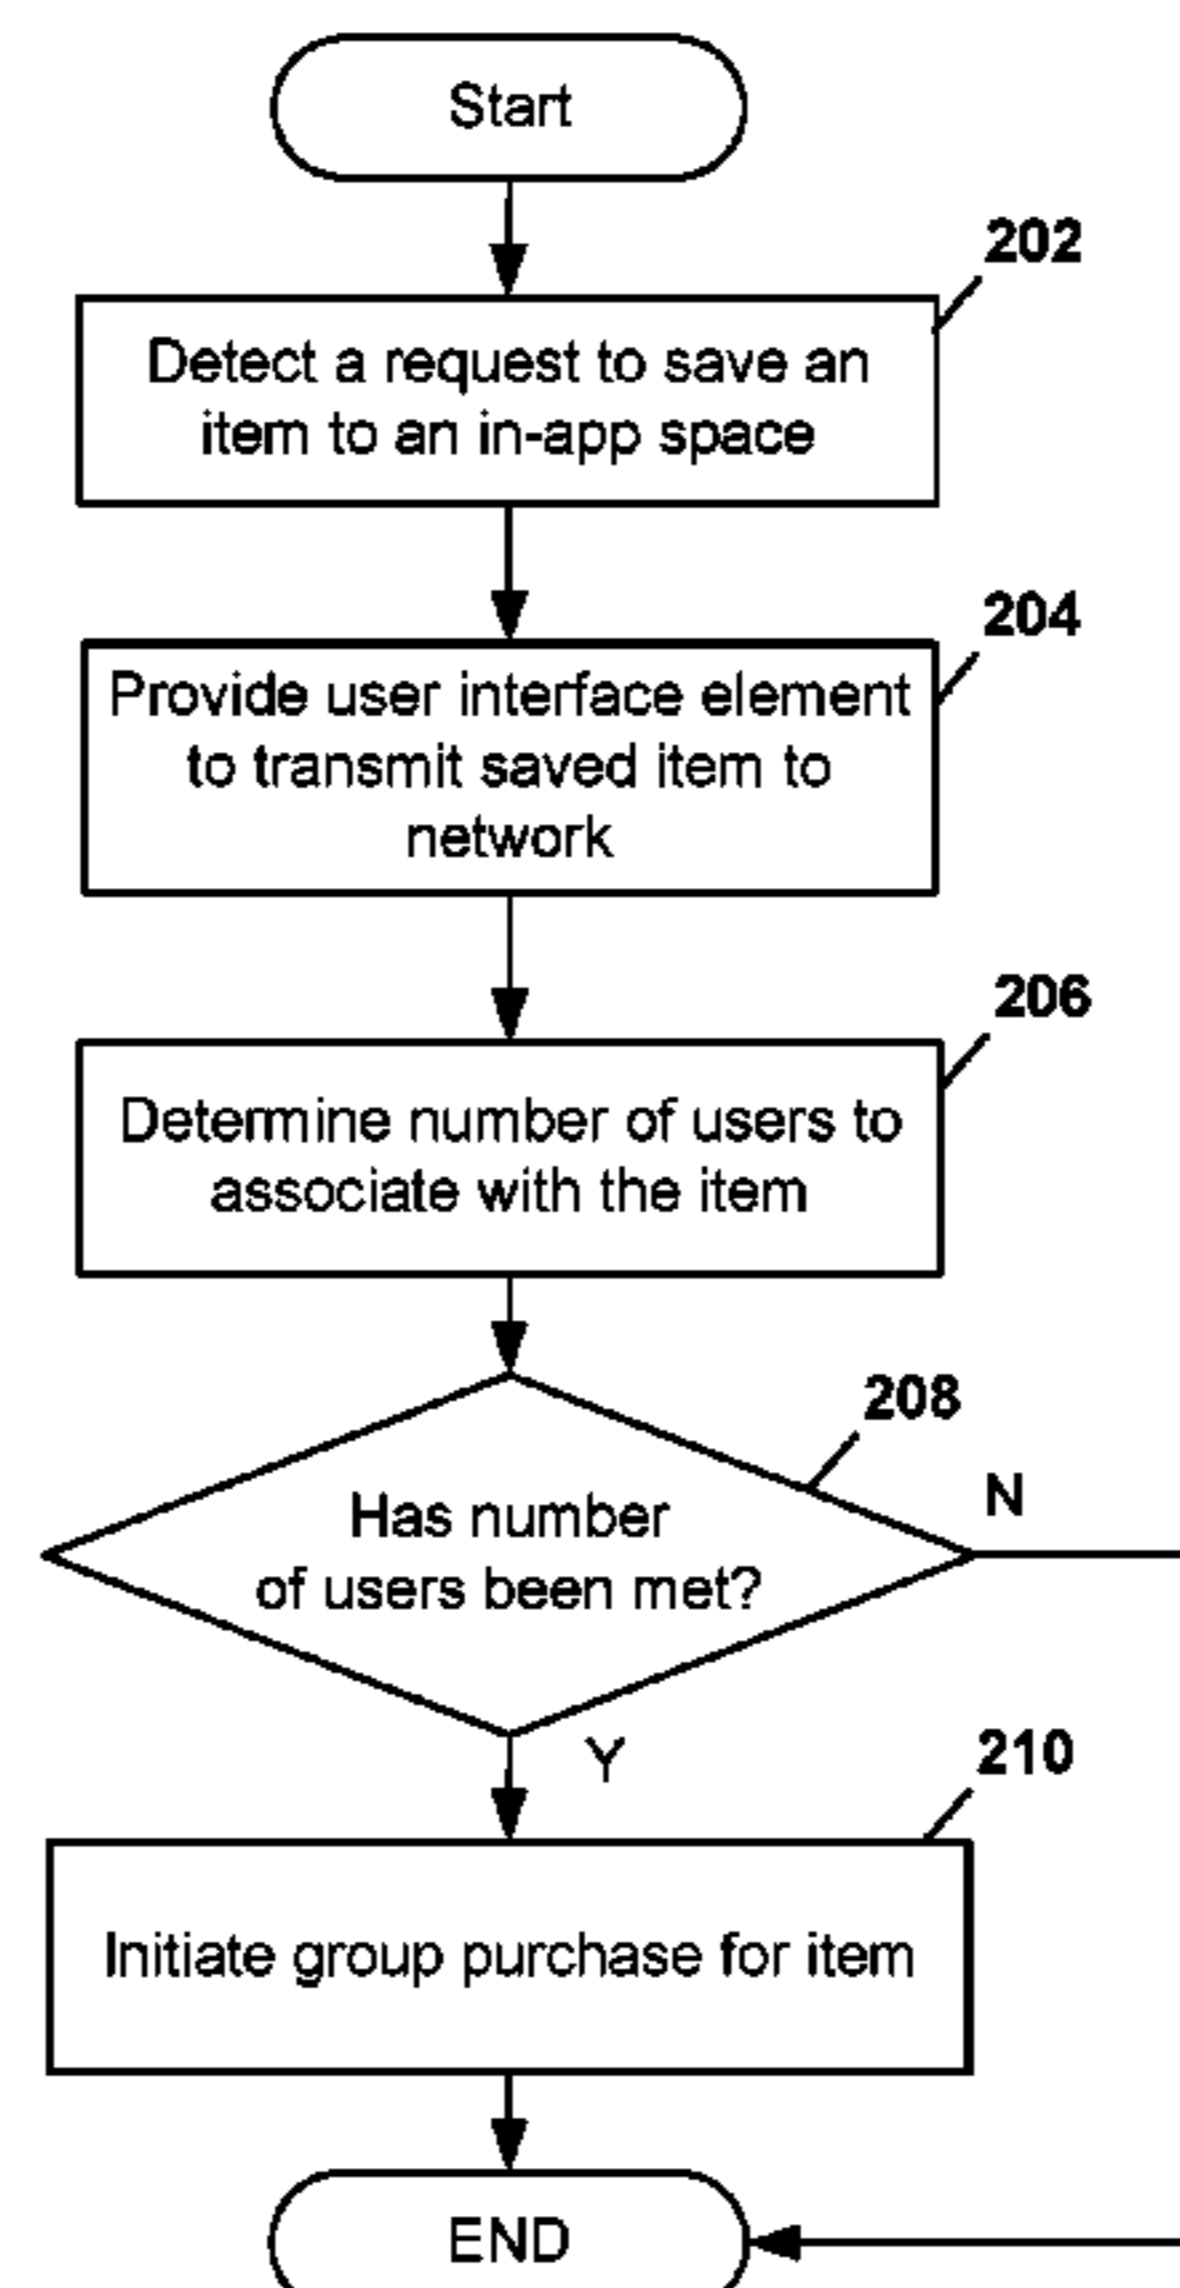 Start
202
Detect a request to save an
item to an in-app space
204
Provide user interface element
to transmit saved item to
network
206
Determine number of users to
associate with the item
208
N
Has number
of users been met?
Y
210
Initiate group purchase for item
END